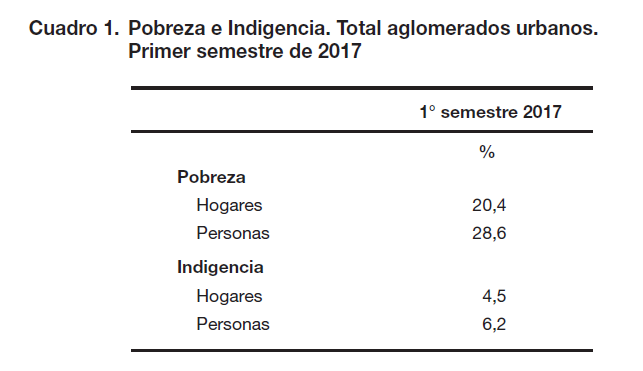 Cuadro 1. Pobreza e Indigencia. Total aglomerados urbanos.
Primer semestre de 2017
1° semestre 2017
%
Pobreza
Hogares 20,4
Personas 28,6
Indigencia
Hogares 4,5
Personas 6,2